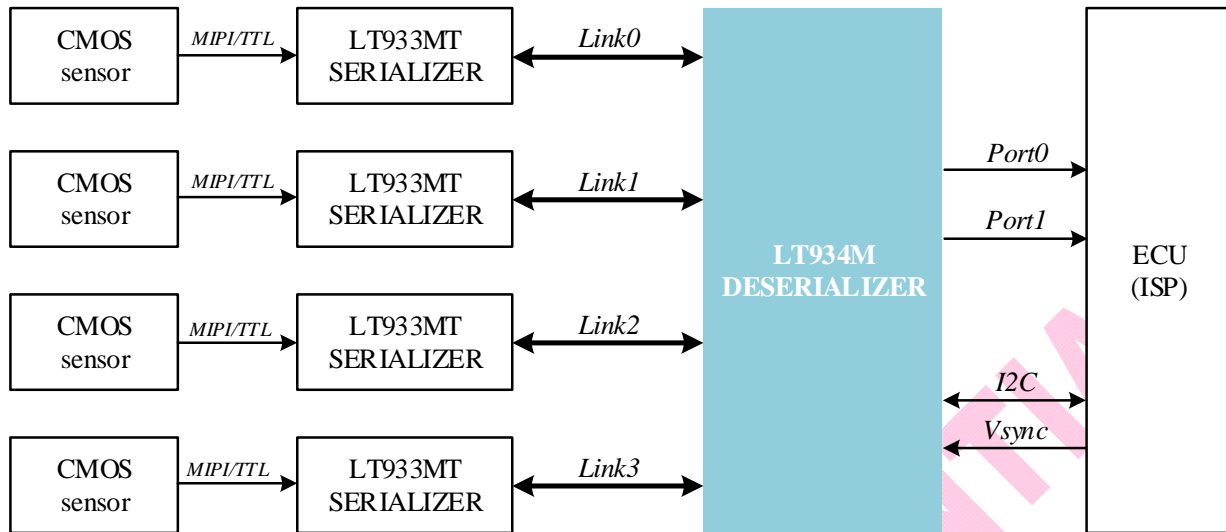 CMOS
sensor
MIPI/TTL
LT933MT
SERIALIZER
Link0
CMOS
sensor
MIPI/TTL
LT933MT
SERIALIZER
Link1
CMOS
sensor
MIPI/TTL
LT933MT
SERIALIZER
Link2
CMOS
sensor
MIPI/TTL
LT933MT
SERIALIZER
Link3
LT934M
DESERIALIZER
Port0
Port1
I2C
Vsync
ECU
(ISP)